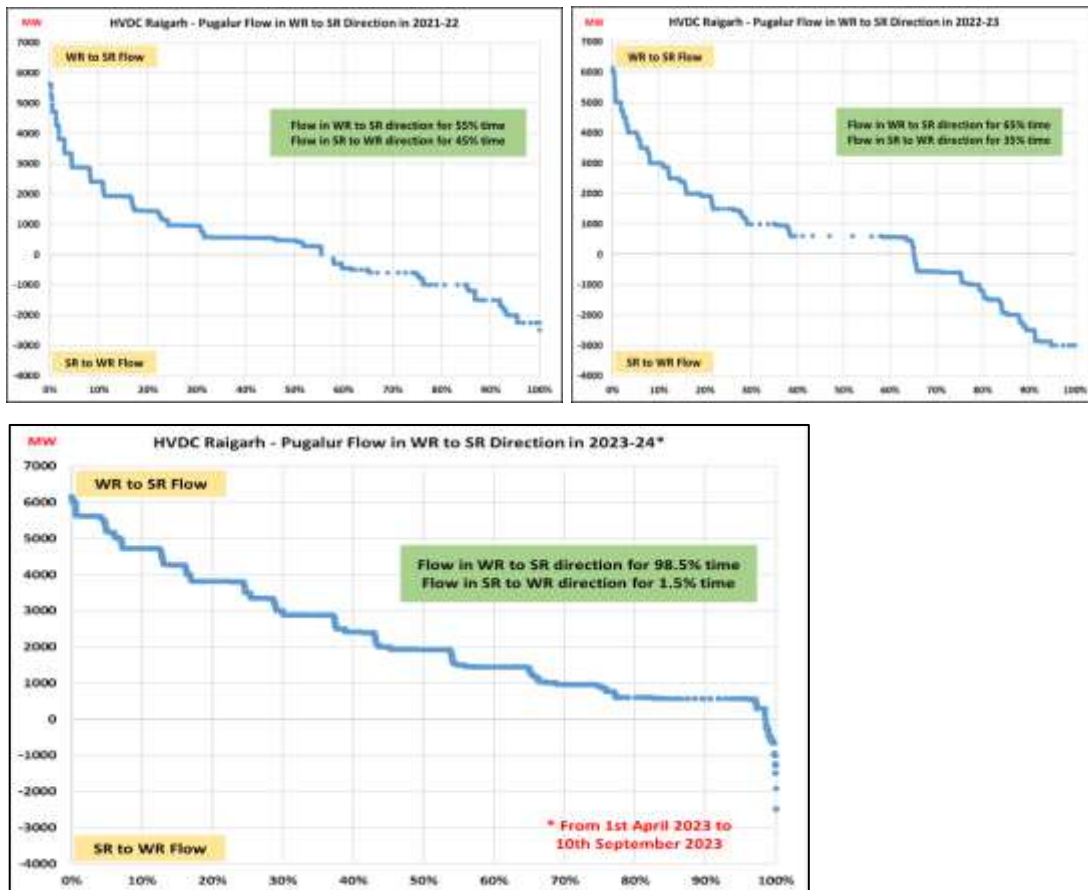 MW HVDC Raigarh - Pugalur Flow in WR to SR Direction in 2021-22
7000
WR to SR Flow
6000
5000
Flow in WR to SR direction for 55% time
4000
Flow in SR to WR direction for 45% time
3000
2000
1000
0
-1000
-2000
-3000
SR to WR Flow
-4000
0% 10% 20% 30% 40% 50% 60% 70% 80% 90% 100%
MW HVDC Raigarh - Pugalur Flow in WR to SR Direction in 2022-23
7000
WR to SR Flow
6000
5000
Flow in WR to SR direction for 65% time
4000
Flow in SR to WR direction for 35% time
3000
2000
1000
0
-1000
-2000
-3000
SR to WR Flow
-4000
0% 10% 20% 30% 40% 50% 60% 70% 80% 90% 100%
MW HVDC Raigarh - Pugalur Flow in WR to SR Direction in 2023-24*
7000
WR to SR Flow
6000
5000
Flow in WR to SR direction for 98.5% time
4000
Flow in SR to WR direction for 1.5% time
3000
2000
1000
0
-1000
-2000
-3000
* From 1st April 2023 to
10th September 2023
SR to WR Flow
-4000
0% 10% 20% 30% 40% 50% 60% 70% 80% 90% 100%